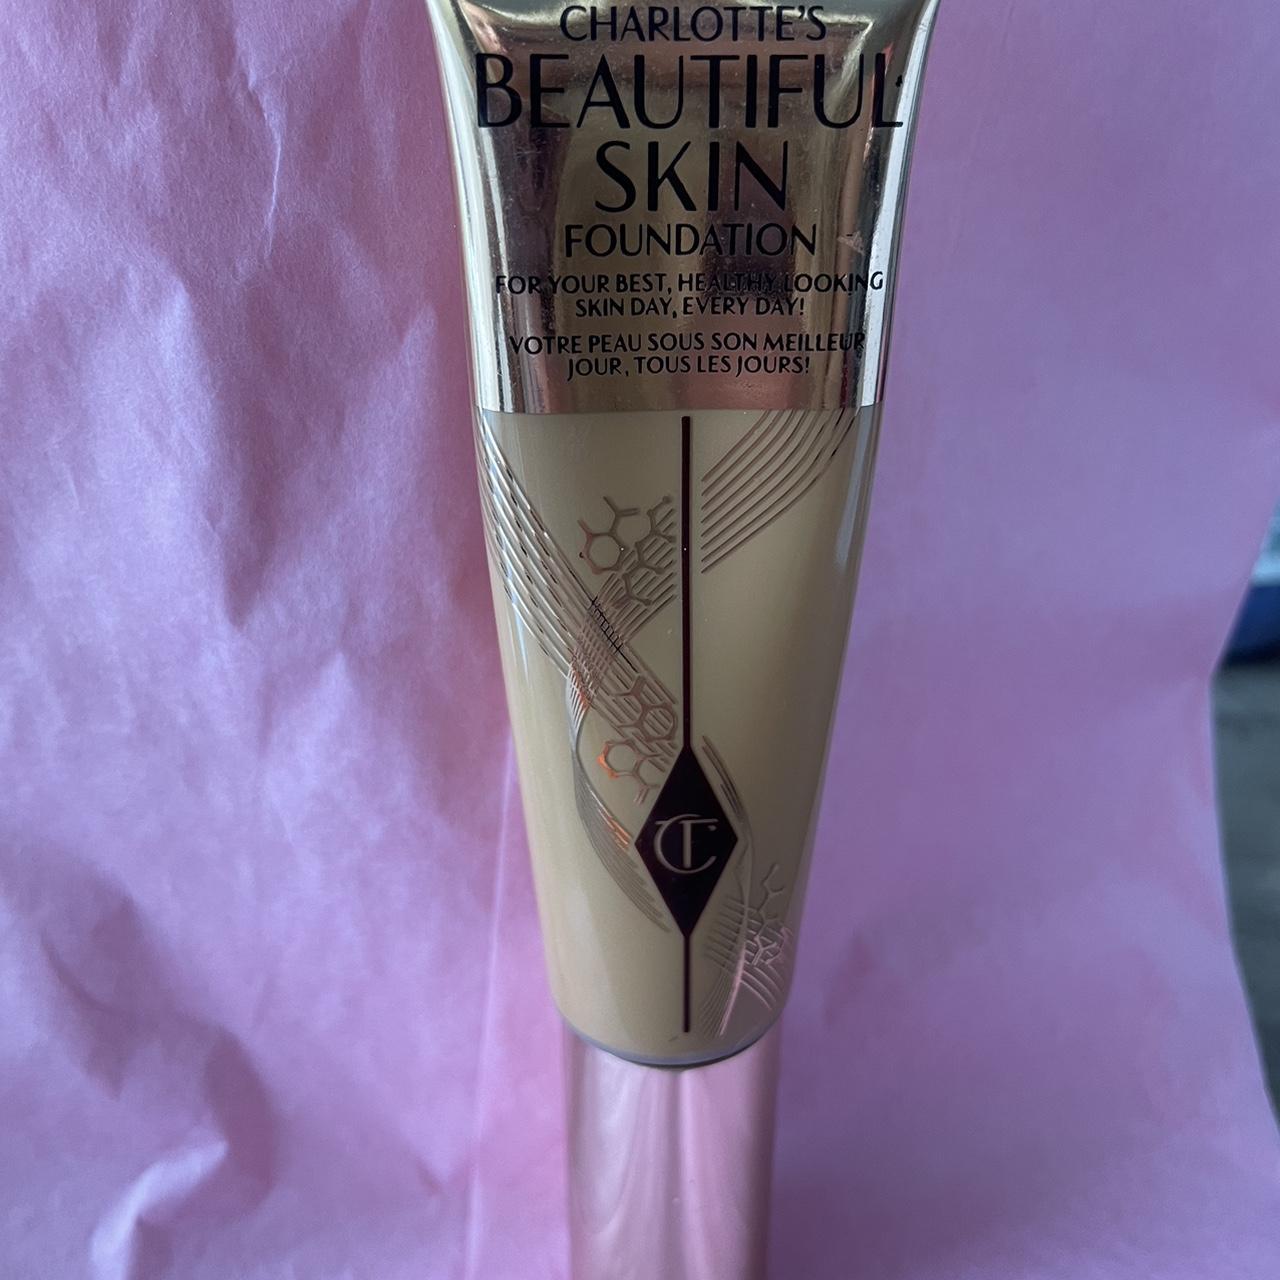 CHARLOTTE'S
BEAUTIFUL
SKIN
FOUNDATION
FOR YOUR BEST, HEALTHY LOOKING
SKIN DAY, EVERY DAY!
VOTRE PEAU SOUS SON MEILLEUR
JOUR, TOUS LES JOURS!
CT